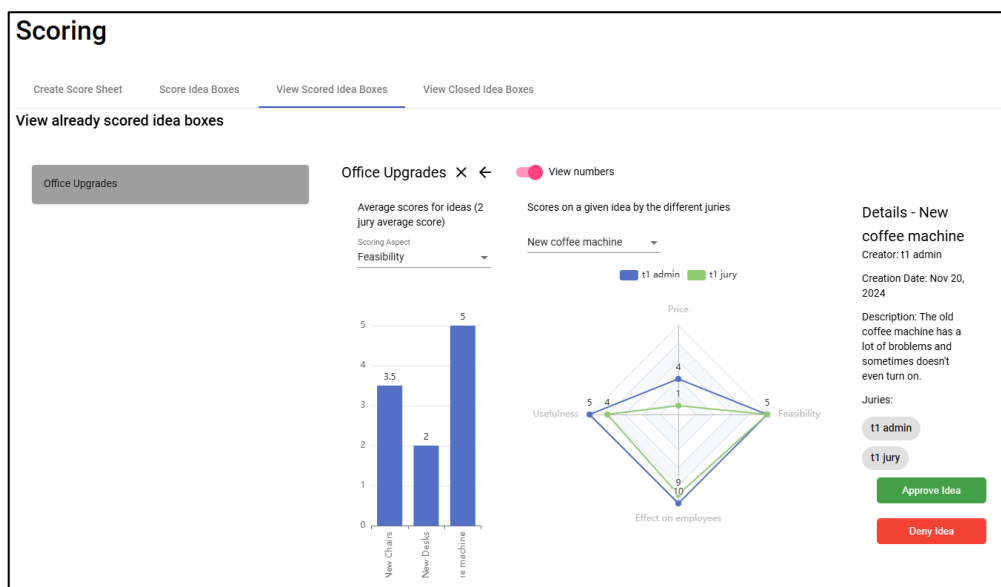 Scoring
Create Score Sheet
Score Idea Boxes
View Scored Idea Boxes
View Closed Idea Boxes
View already scored idea boxes
Office Upgrades
Office Upgrades
View numbers
Average scores for ideas (2
jury average score)
Scoring Aspect
Feasibility
5
4
3
2
1
0
3.5
2
5
New Chairs
New Desks
machine
Scores on a given idea by the different juries
New coffee machine
t1 admin
t1 jury
Price
4
1
Usefulness
5
4
5
Feasibility
9
10
Effect on employees
Details - New
coffee machine
Creator: t1 admin
Creation Date: Nov 20,
2024
Description: The old
coffee machine has a
lot of broblems and
sometimes doesn't
even turn on.
Juries:
t1 admin
t1 jury
Approve Idea
Deny Idea